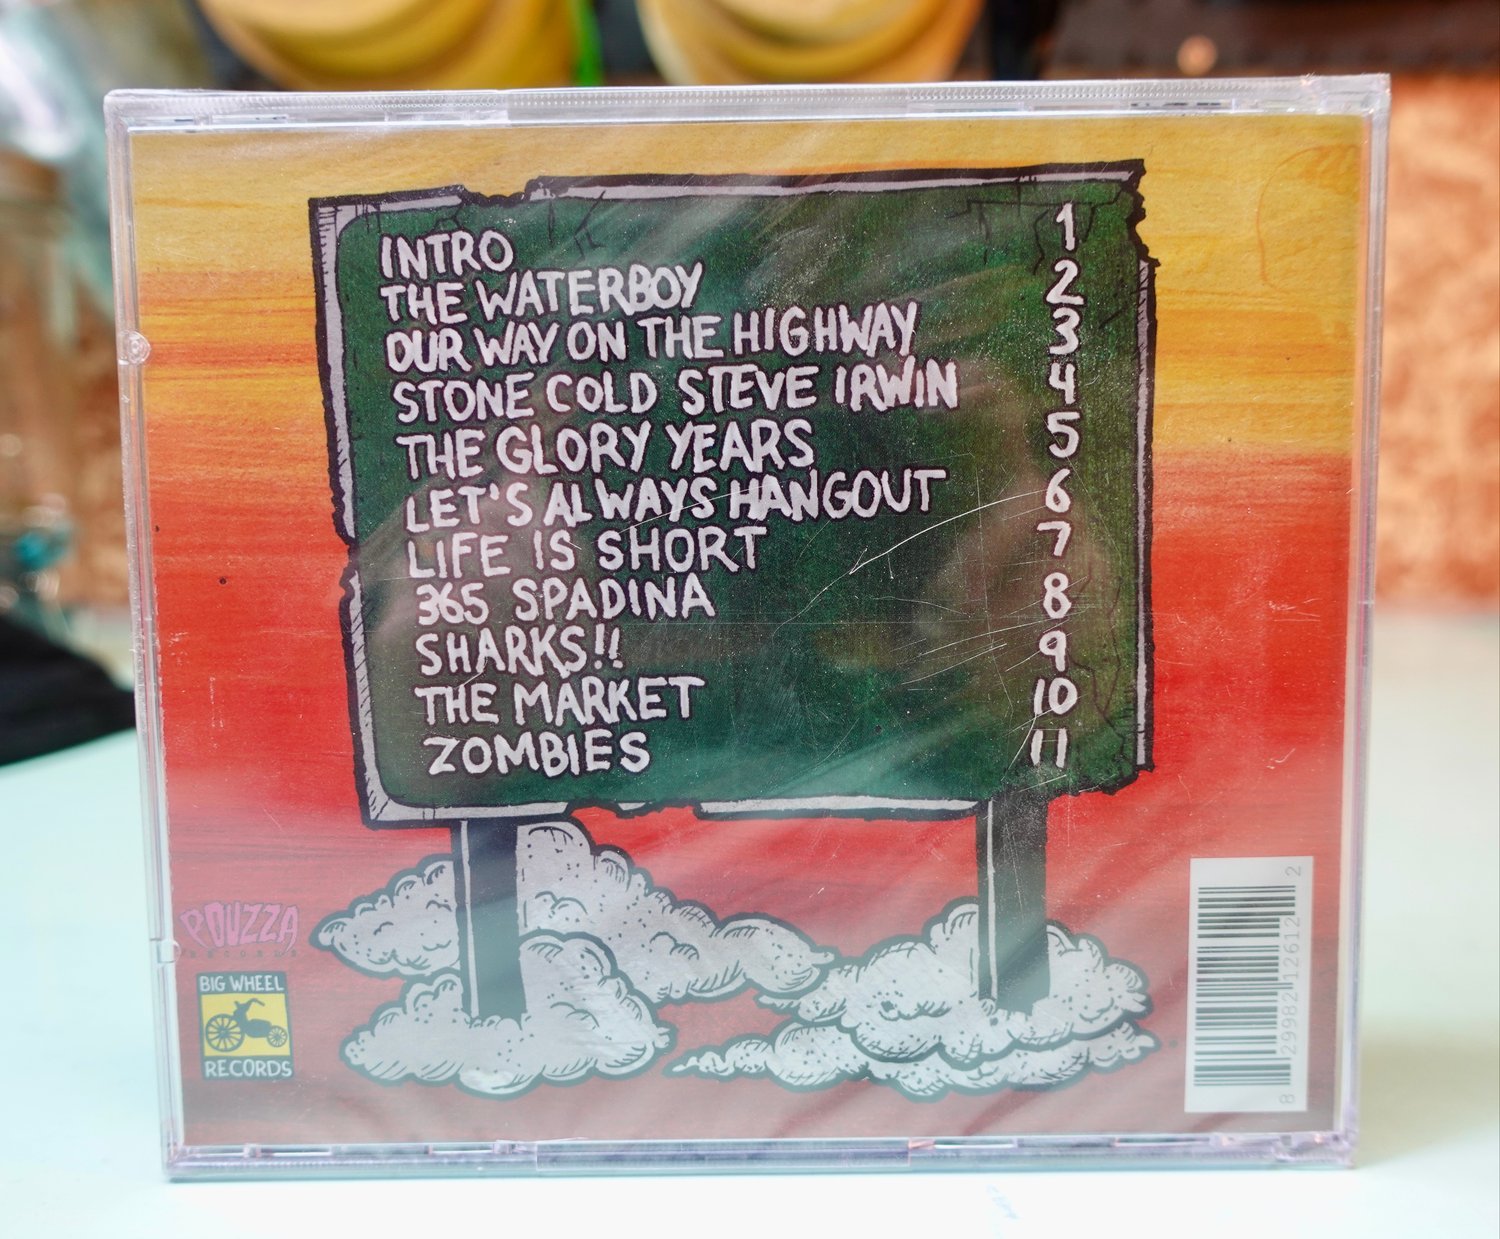 INTRO 1
THE WATERBOY 2
OUR WAY ON THE HIGHWAY 3
STONE COLD STEVE IRWIN 4
THE GLORY YEARS 5
LET'S ALWAYS HANGOUT 6
LIFE IS SHORT 7
365 SPADINA 8
SHARKS!! 9
THE MARKET 10
ZOMBIES 11
POUZZA
RECORDS
BIG WHEEL
RECORDS
8 29982 12612 2